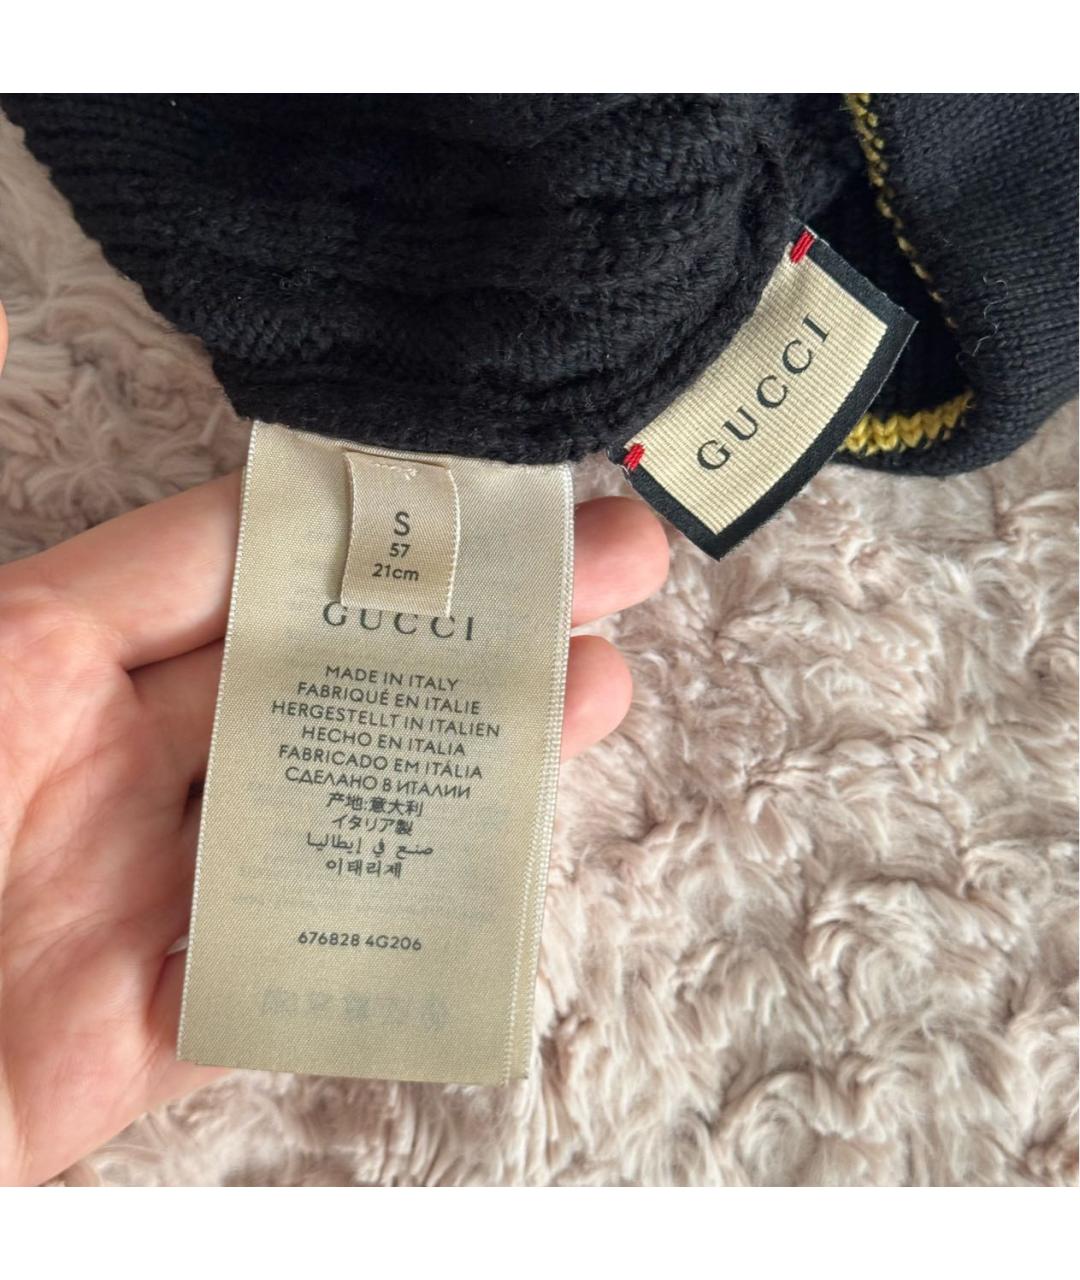 GUCCI
S
57
21cm
GUCCI
MADE IN ITALY
FABRIQUÉ EN ITALIE
HERGESTELLT IN ITALIEN
HECHO EN ITALIA
FABRICADO EM ITÁLIA
СДЕЛАНО В ИТАЛИИ
产地:意大利
イタリア製
صنع في إيطاليا
이태리제
676828 4G206